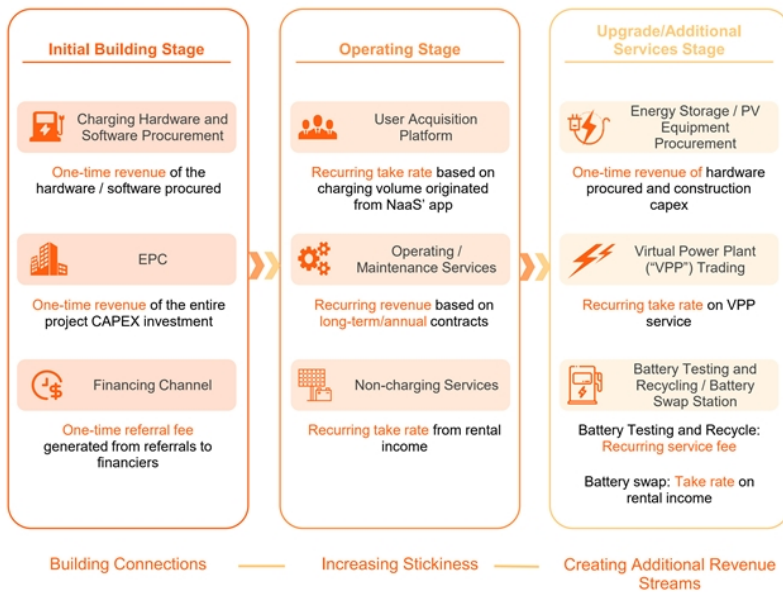 Initial Building Stage
Charging Hardware and
Software Procurement
One-time revenue of the
hardware / software procured
EPC
One-time revenue of the entire
project CAPEX investment
Financing Channel
One-time referral fee
generated from referrals to
financiers
Building Connections
Operating Stage
User Acquisition
Platform
Recurring take rate based on
charging volume originated
from NaaS' app
Operating /
Maintenance Services
Recurring revenue based on
long-term/annual contracts
Non-charging Services
Recurring take rate from rental
income
Increasing Stickiness
Upgrade/Additional
Services Stage
Energy Storage / PV
Equipment
Procurement
One-time revenue of hardware
procured and construction
capex
Virtual Power Plant
("VPP") Trading
Recurring take rate on VPP
service
Battery Testing and
Recycling / Battery
Swap Station
Battery Testing and Recycle:
Recurring service fee
Battery swap: Take rate on
rental income
Creating Additional Revenue
Streams